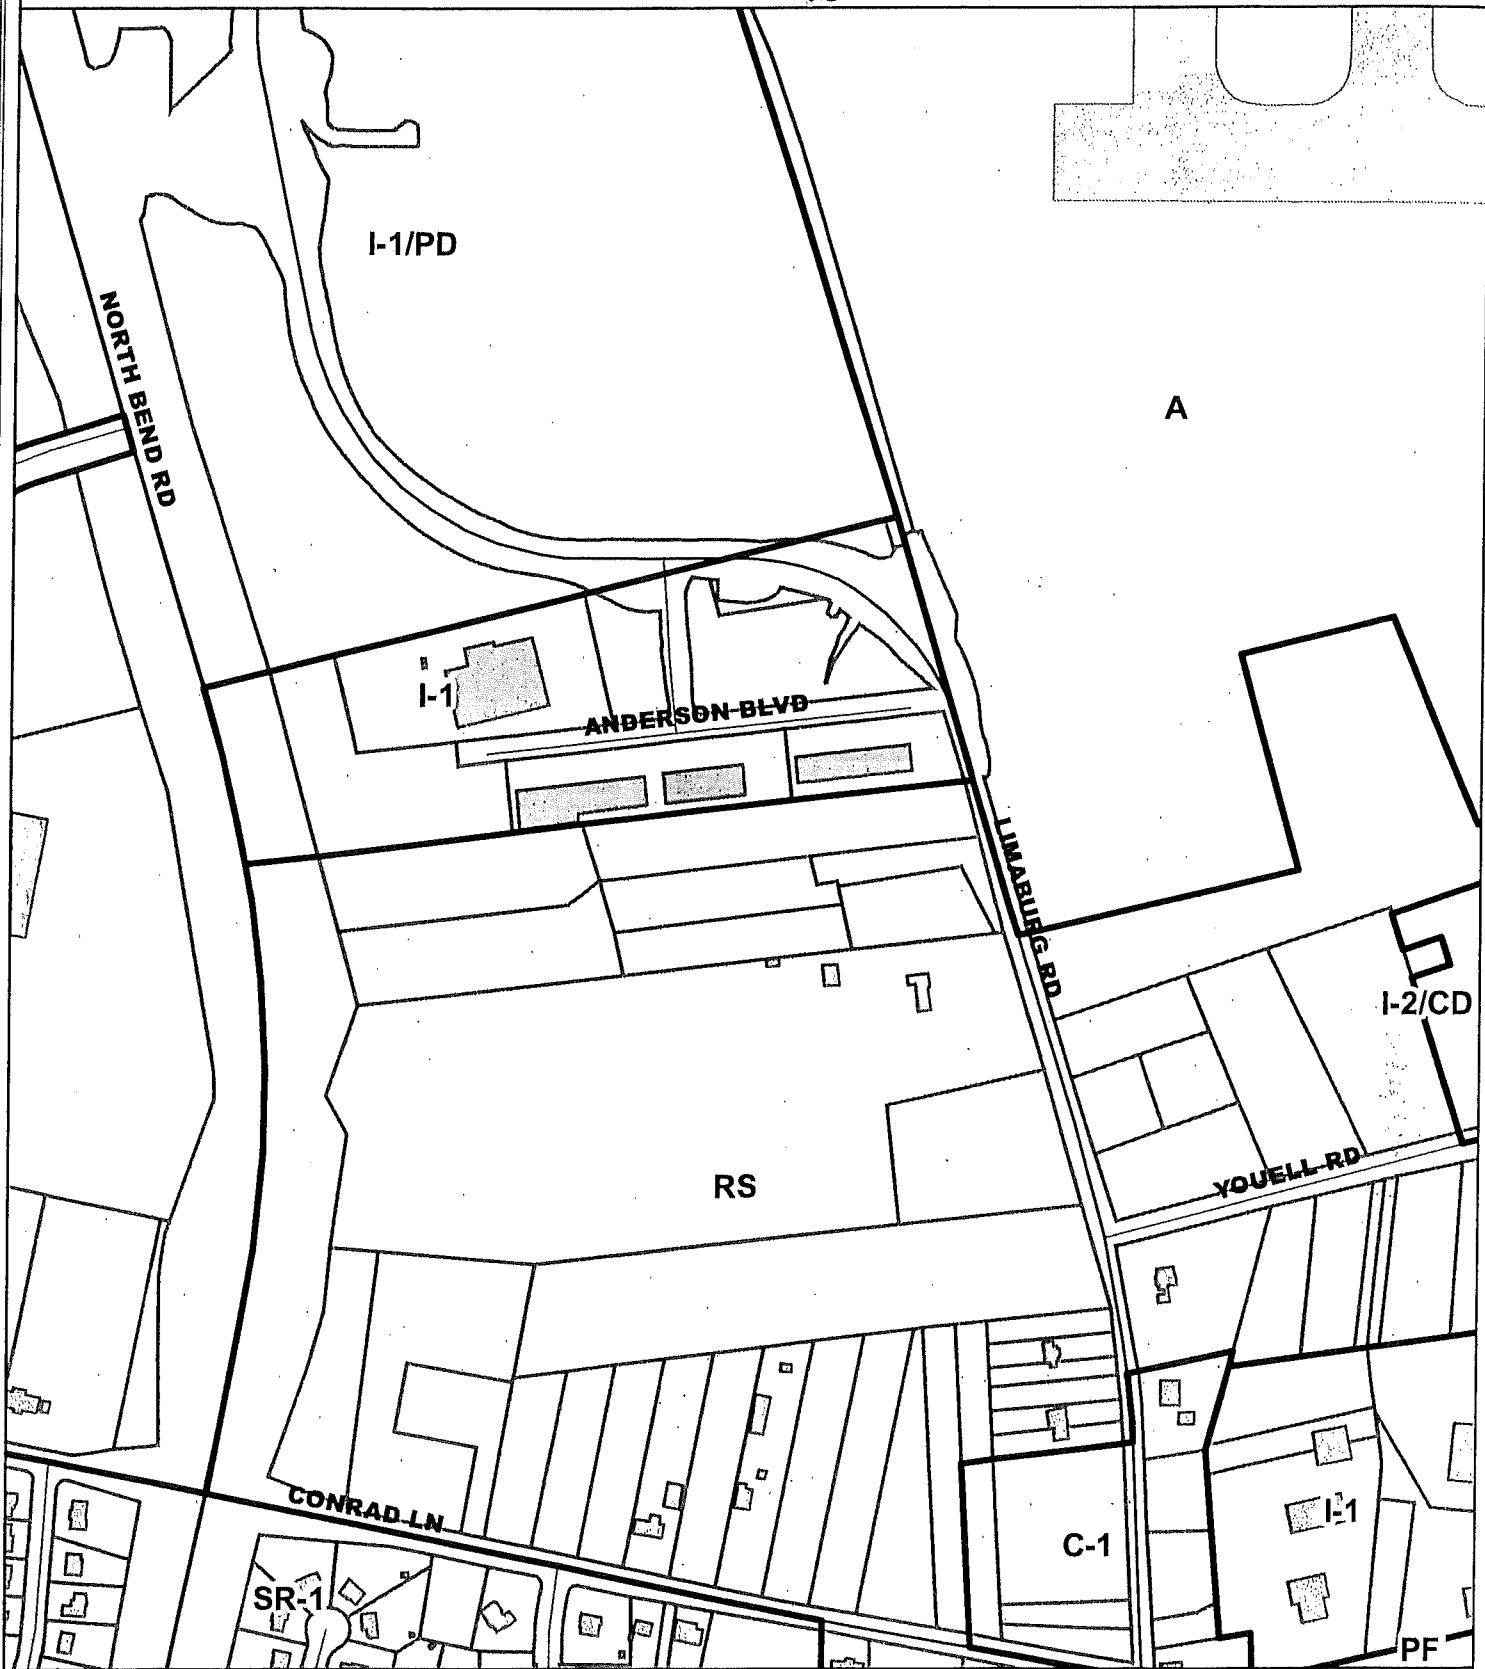 I-1/PD
NORTH BEND RD
A
I-1
ANDERSON BLVD
LIMABURG RD
I-2/CD
YOUELL RD
RS
CONRAD LN
I-1
C-1
SR-1
PF